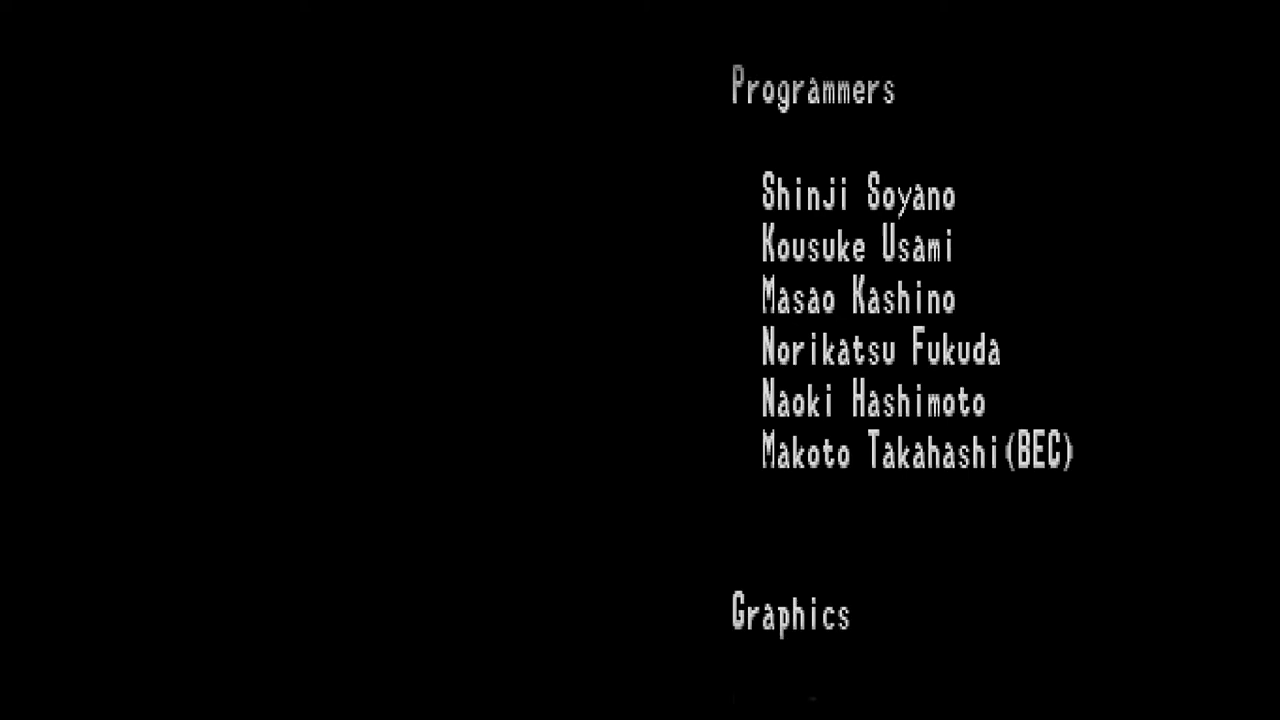 Programmers
Shinji Soyano
Kousuke Usami
Masao Kashino
Norikatsu Fukuda
Naoki Hashimoto
Makoto Takahashi(BEC)
Graphics